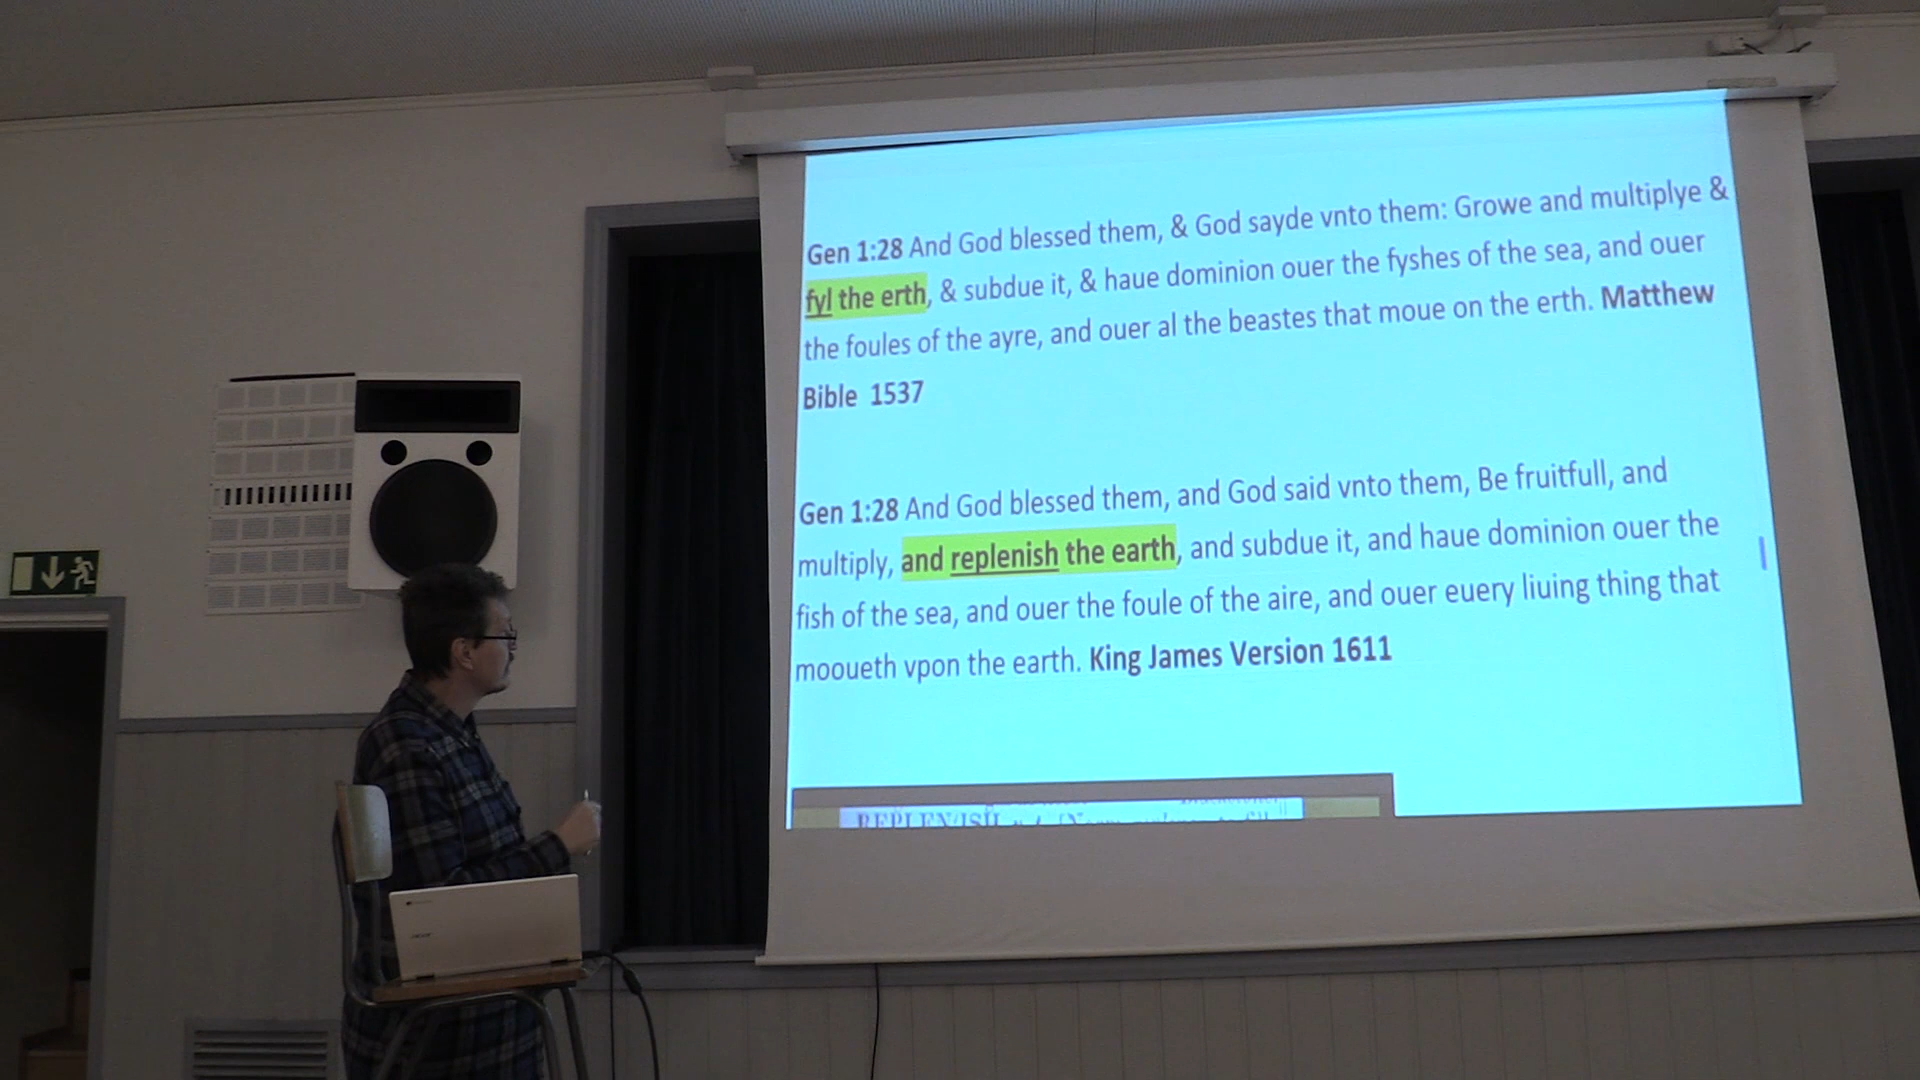 Gen 1:28 And God blessed them, & God sayde vnto them: Growe and multiplye &
fyl the erth, & subdue it, & haue dominion ouer the fyshes of the sea, and ouer
the foules of the ayre, and ouer al the beastes that moue on the erth. Matthew
Bible 1537
Gen 1:28 And God blessed them, and God said vnto them, Be fruitfull, and
multiply, and replenish the earth, and subdue it, and haue dominion ouer the
fish of the sea, and ouer the foule of the aire, and ouer euery liuing thing that
mooueth vpon the earth. King James Version 1611
REPLENISH
acer